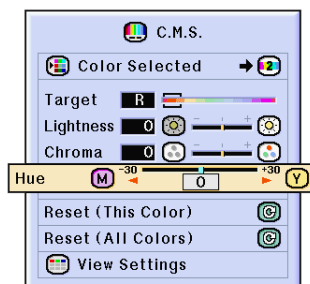 C.M.S.
Color Selected 2
Target R
Lightness 0 - +
Chroma 0 - +
Hue M -30 0 +30 Y
Reset (This Color)
Reset (All Colors)
View Settings